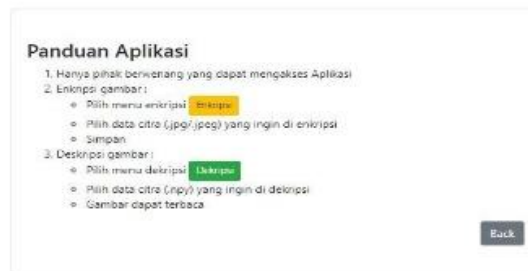 Panduan Aplikasi
1. Hanya pihak berwenang yang dapat mengakses Aplikasi
2. Enkripsi gambar :
Pilih menu enkripsi Enkripsi
Pilih data citra (.jpg/.jpeg) yang ingin di enkripsi
Simpan
3. Deskripsi gambar :
Pilih menu dekripsi Dekripsi
Pilih data citra (.npy) yang ingin di dekripsi
Gambar dapat terbaca
Back